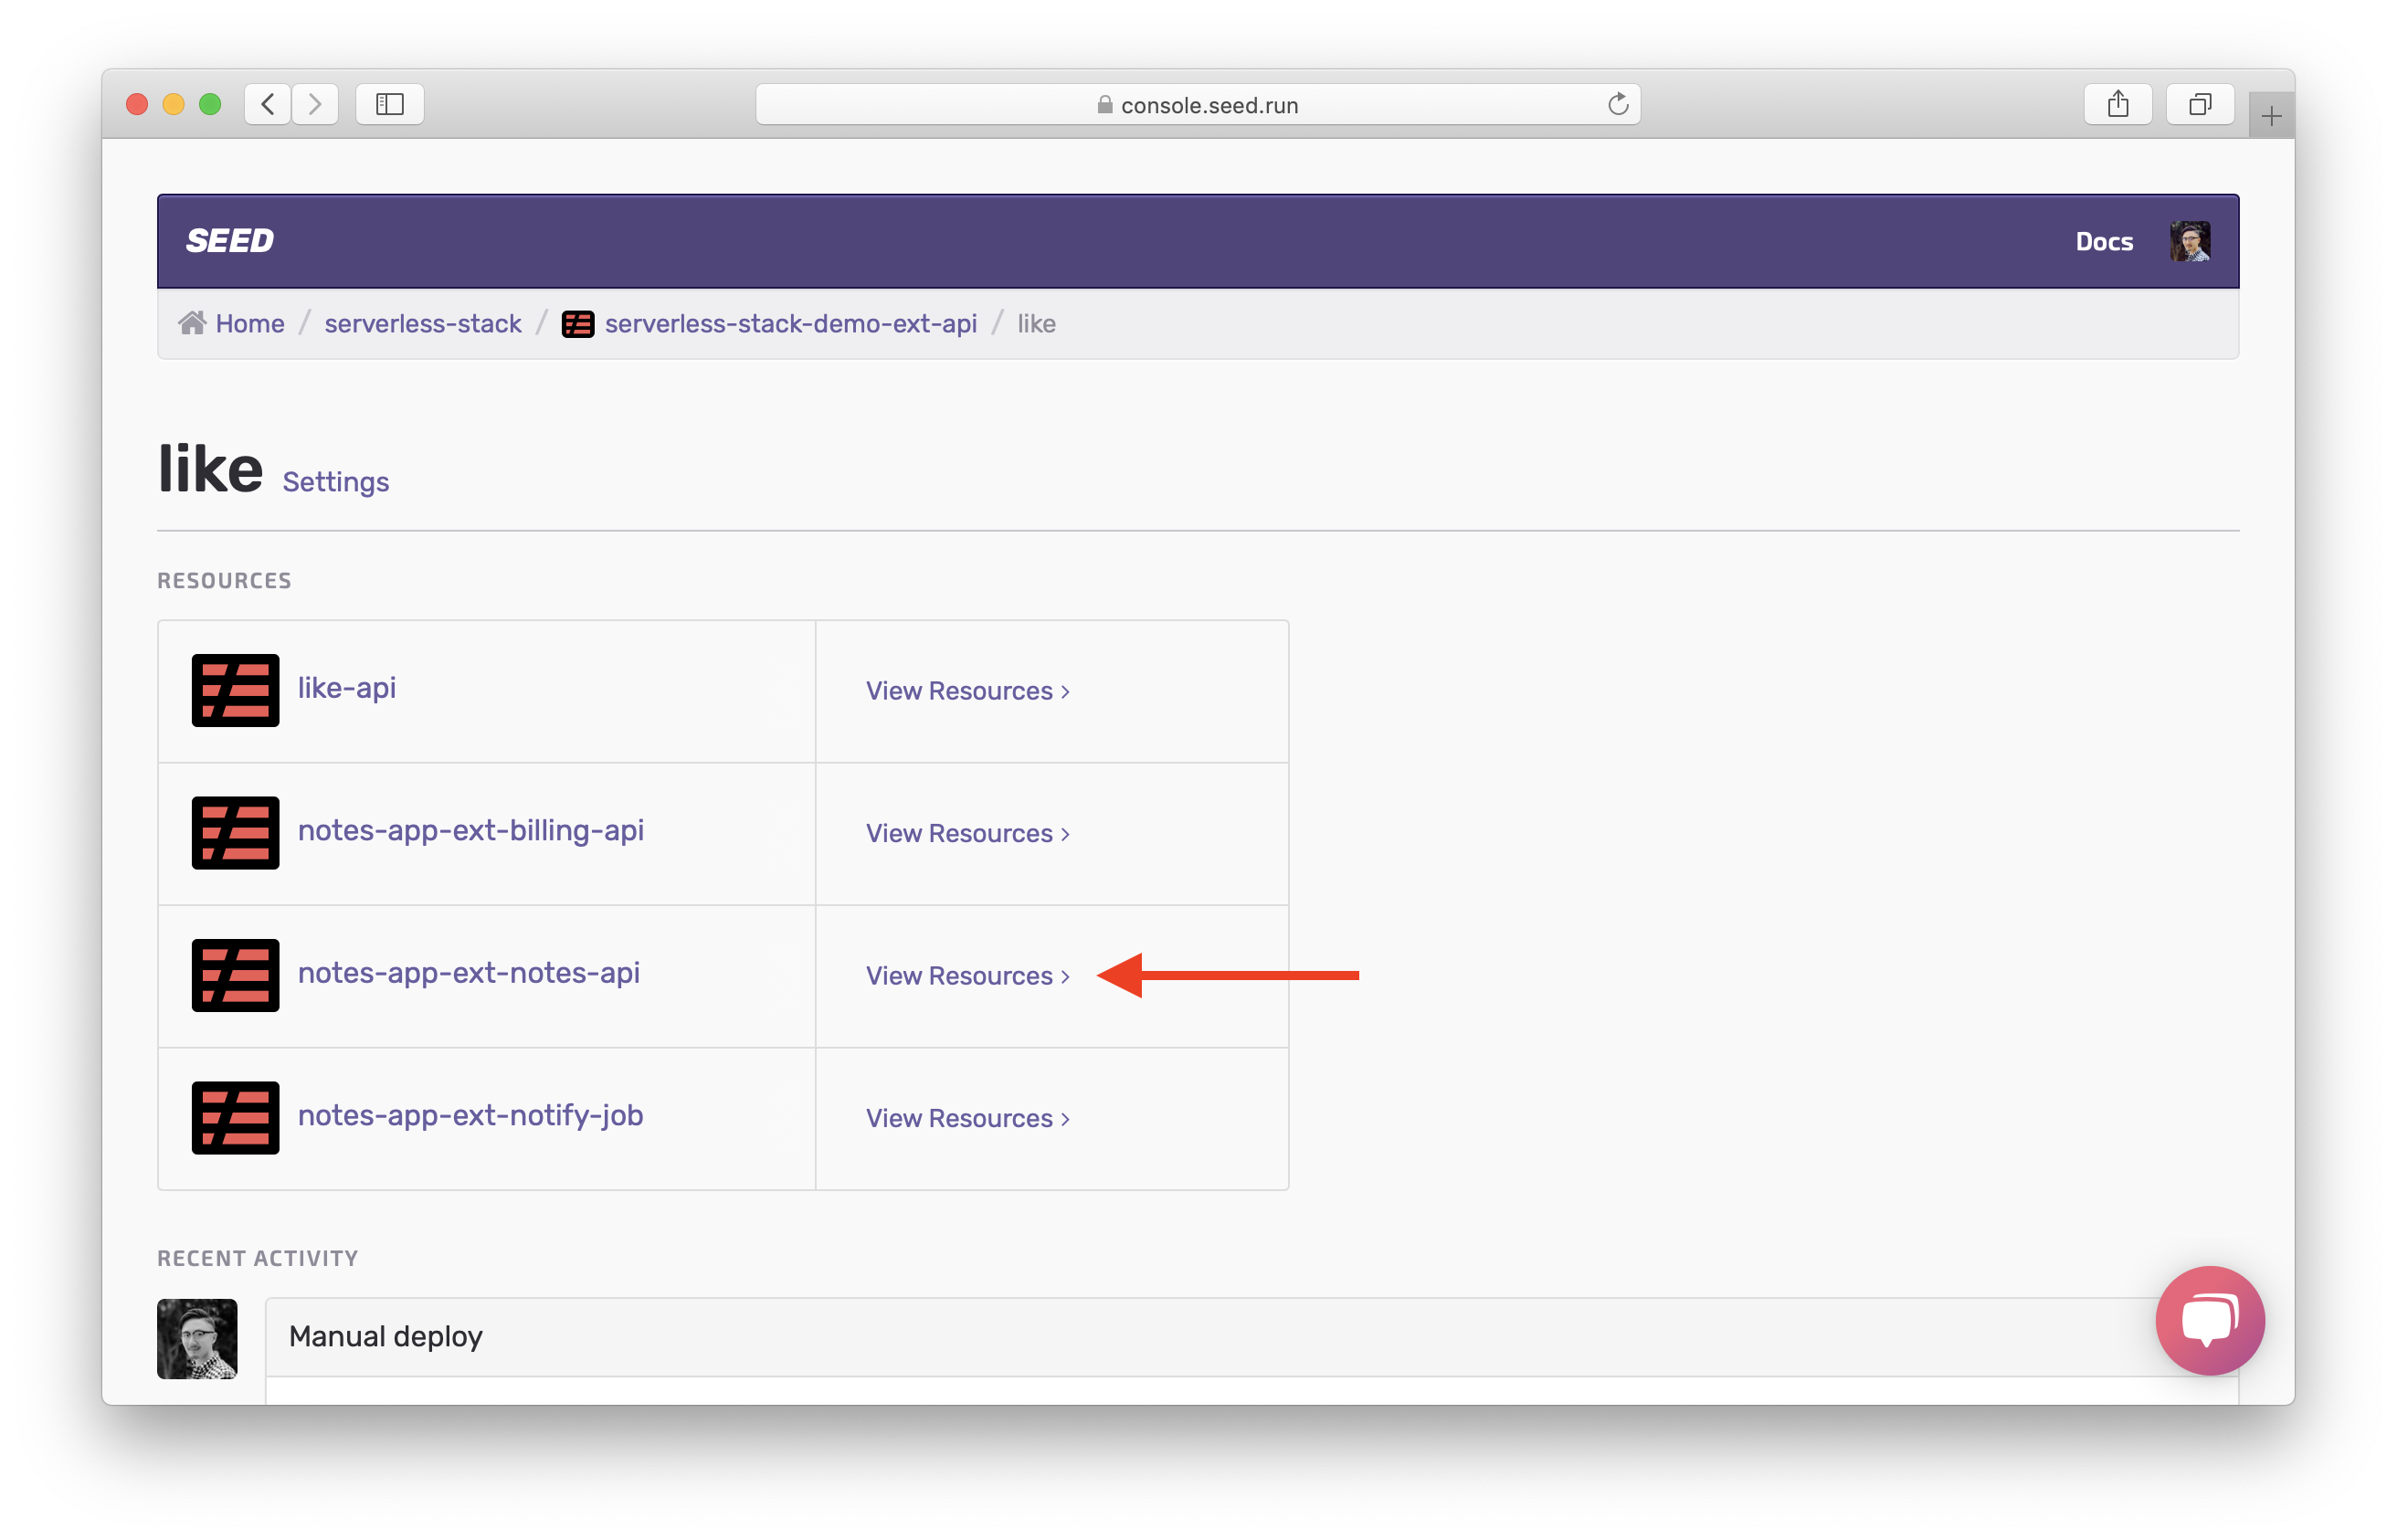 console.seed.run
SEED
Docs
Home / serverless-stack / serverless-stack-demo-ext-api / like
like Settings
RESOURCES
like-api View Resources ›
notes-app-ext-billing-api View Resources ›
notes-app-ext-notes-api View Resources ›
notes-app-ext-notify-job View Resources ›
RECENT ACTIVITY
Manual deploy